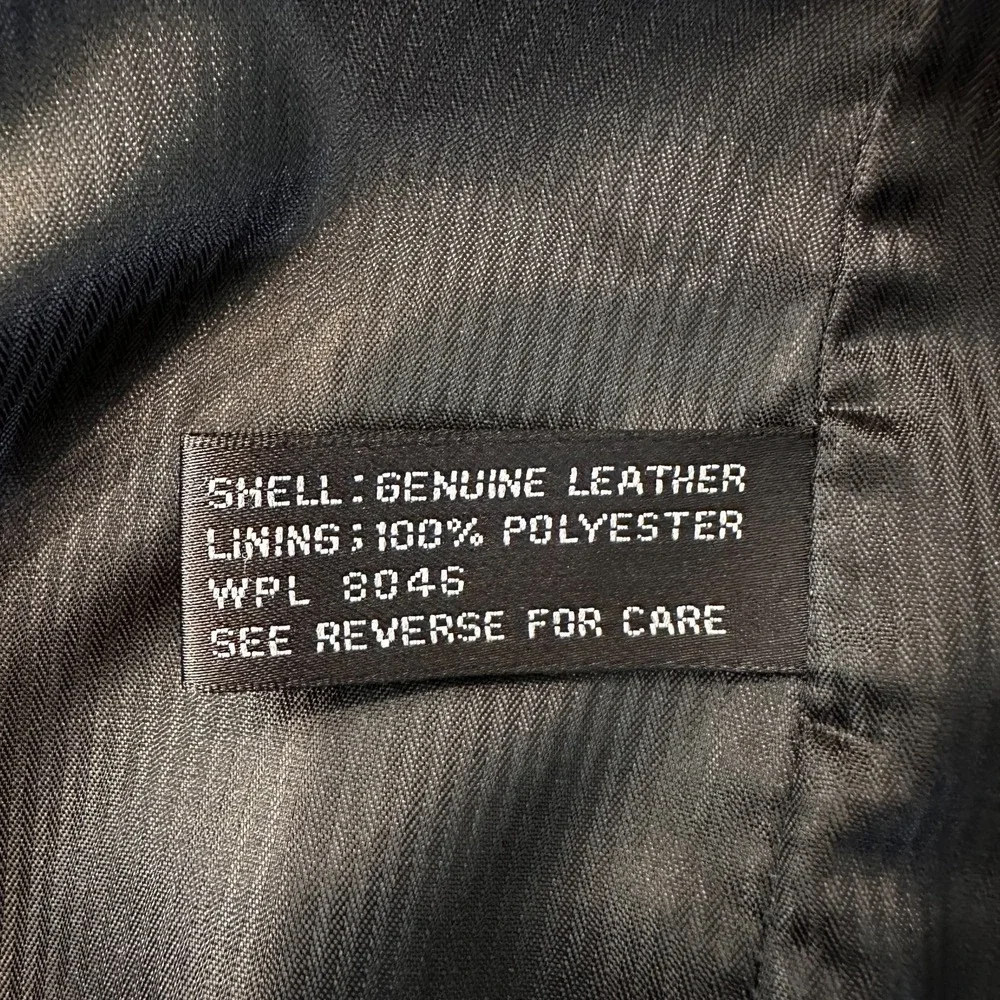 SHELL: GENUINE LEATHER
LINING; 100% POLYESTER
WPL 8046
SEE REVERSE FOR CARE